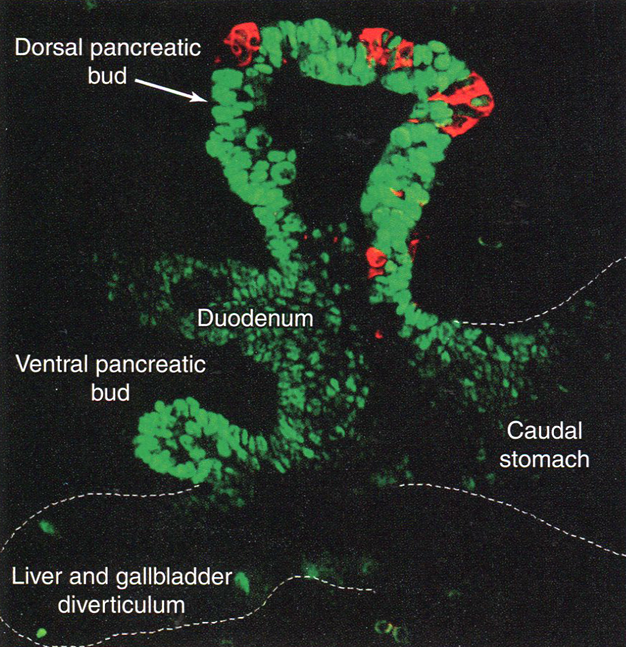 Dorsal pancreatic
bud
Duodenum
Ventral pancreatic
bud
Caudal
stomach
Liver and gallbladder
diverticulum